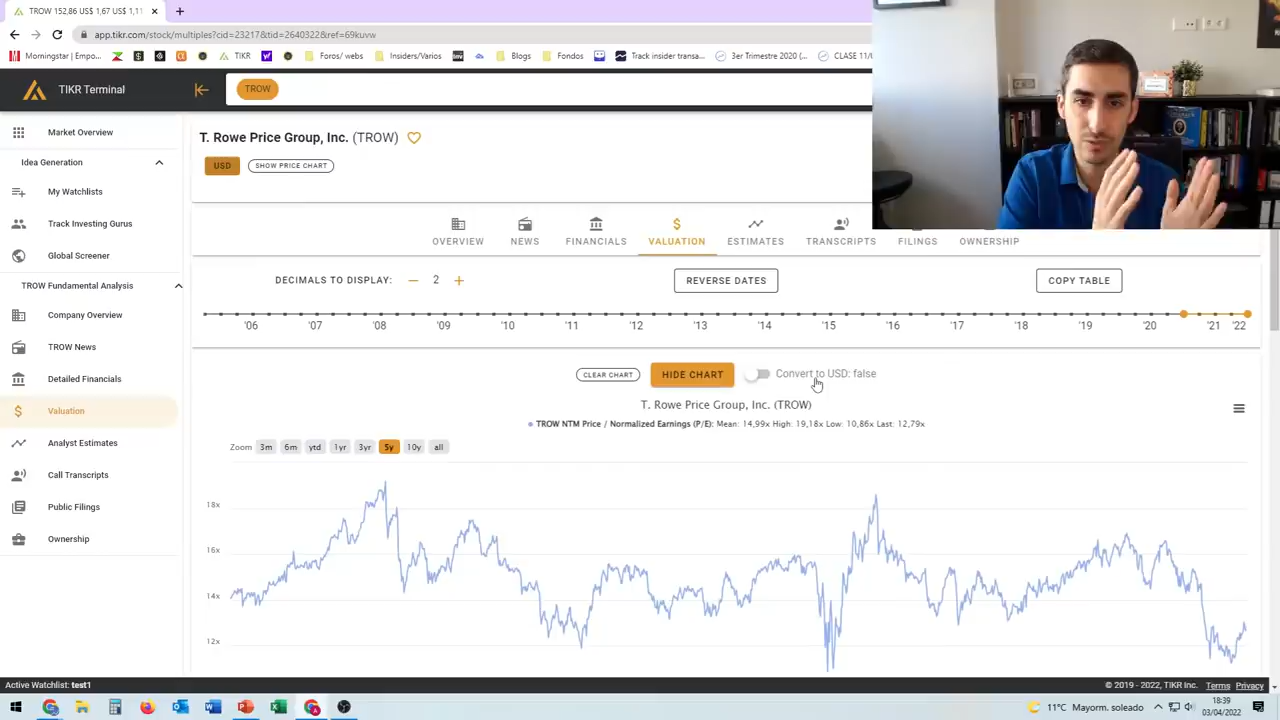 TROW 152,86 US$ 1,67 US$ 1,11
app.tikr.com/stock/multiples?cid=23217&tid=2640322&ref=69kuvw
Morningstar | Empo...
TIKR
Foros/ webs
Insiders/Varios
Blogs
Fondos
Track insider transa...
3er Trimestre 2020 (...
CLASE 11/
TIKR Terminal
TROW
Market Overview
Idea Generation
My Watchlists
Track Investing Gurus
Global Screener
TROW Fundamental Analysis
Company Overview
TROW News
Detailed Financials
Valuation
Analyst Estimates
Call Transcripts
Public Filings
Ownership
T. Rowe Price Group, Inc. (TROW)
USD SHOW PRICE CHART
OVERVIEW NEWS FINANCIALS VALUATION ESTIMATES TRANSCRIPTS FILINGS OWNERSHIP
DECIMALS TO DISPLAY: 2 REVERSE DATES COPY TABLE
'06 '07 '08 '09 '10 '11 '12 '13 '14 '15 '16 '17 '18 '19 '20 '21 '22
CLEAR CHART HIDE CHART Convert to USD: false
T. Rowe Price Group, Inc. (TROW)
TROW NTM Price / Normalized Earnings (P/E): Mean: 14,99x High: 19,18x Low: 10,86x Last: 12,79x
Zoom 3m 6m ytd 1yr 3yr 5y 10y all
18x
16x
14x
12x
Active Watchlist: test1
© 2019 - 2022, TIKR Inc. Terms Privacy
11°C Mayorm. soleado
18:39
03/04/2022